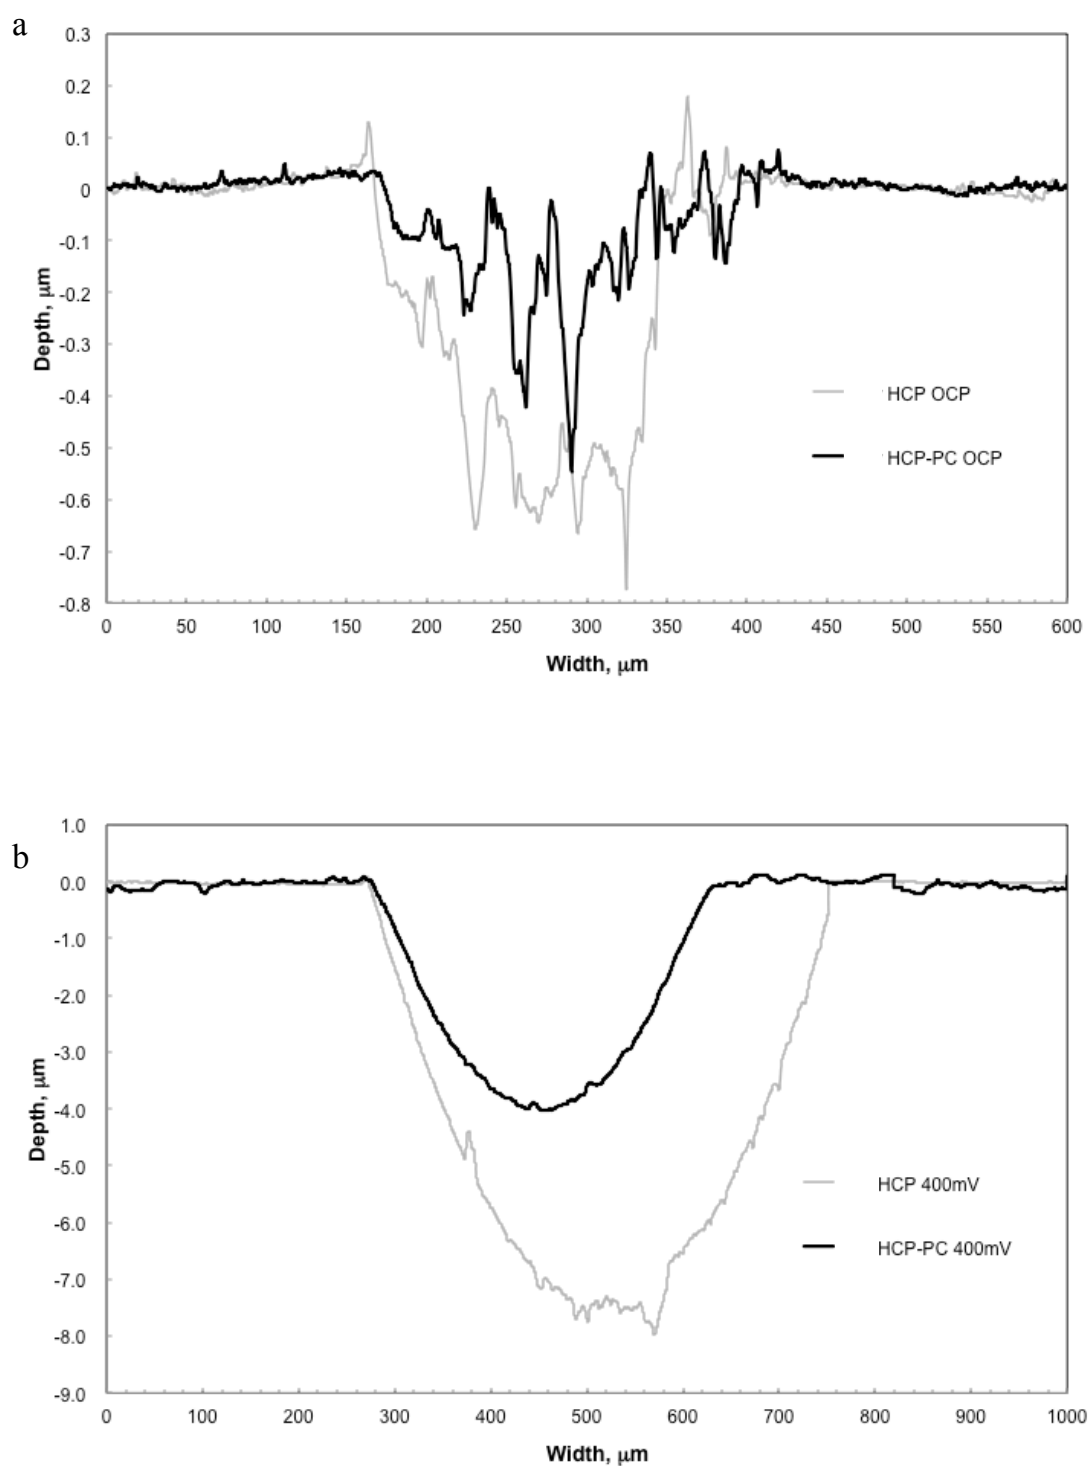 a
0.3
0.2
0.1
0
-0.1
-0.2
-0.3
-0.4
-0.5
-0.6
-0.7
-0.8
Depth, μm
HCP OCP
HCP-PC OCP
0 50 100 150 200 250 300 350 400 450 500 550 600
Width, μm
b
1.0
0.0
-1.0
-2.0
-3.0
-4.0
-5.0
-6.0
-7.0
-8.0
-9.0
Depth, μm
HCP 400mV
HCP-PC 400mV
0 100 200 300 400 500 600 700 800 900 1000
Width, μm